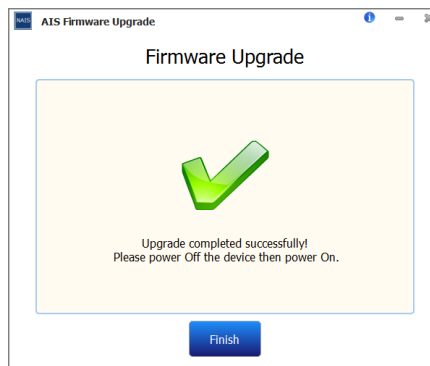 NAIS AIS Firmware Upgrade
Firmware Upgrade
Upgrade completed successfully!
Please power Off the device then power On.
Finish